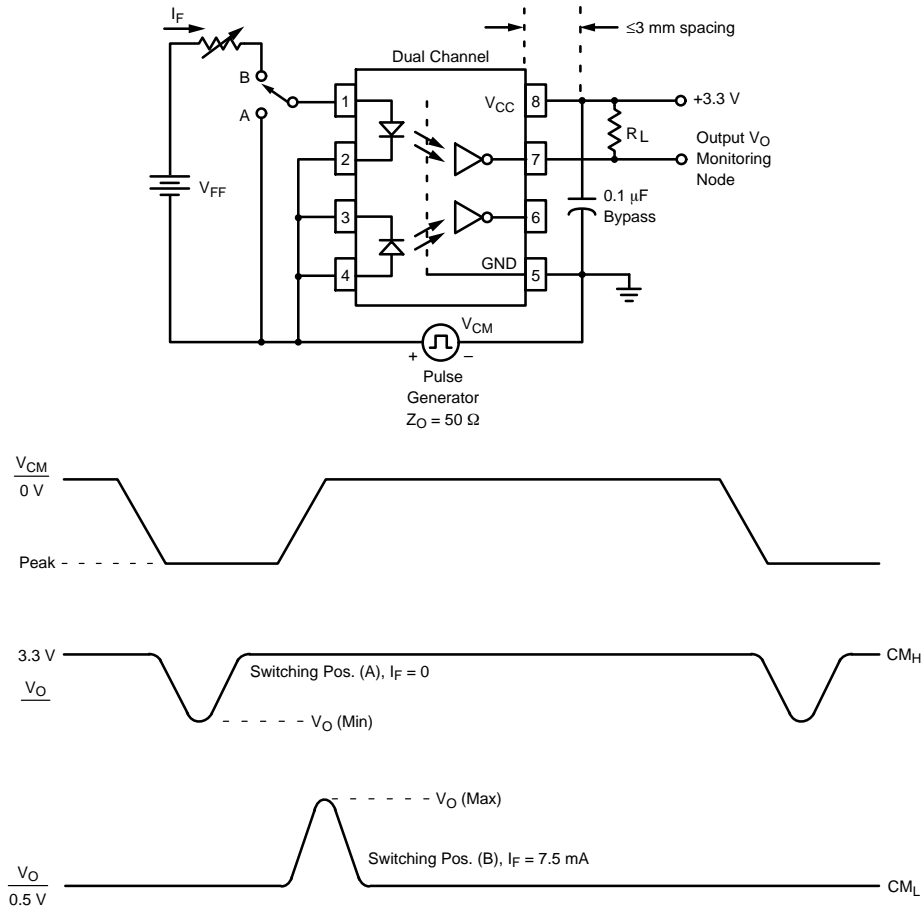 I_F
≤3 mm spacing
Dual Channel
B
A
V_FF
1
2
3
4
V_CC
GND
8
7
6
5
+3.3 V
R_L
Output V_O
Monitoring
Node
0.1 μF
Bypass
V_CM
+
–
Pulse
Generator
Z_O = 50 Ω
V_CM
0 V
Peak
3.3 V
V_O
Switching Pos. (A), I_F = 0
V_O (Min)
CM_H
V_O (Max)
Switching Pos. (B), I_F = 7.5 mA
V_O
0.5 V
CM_L